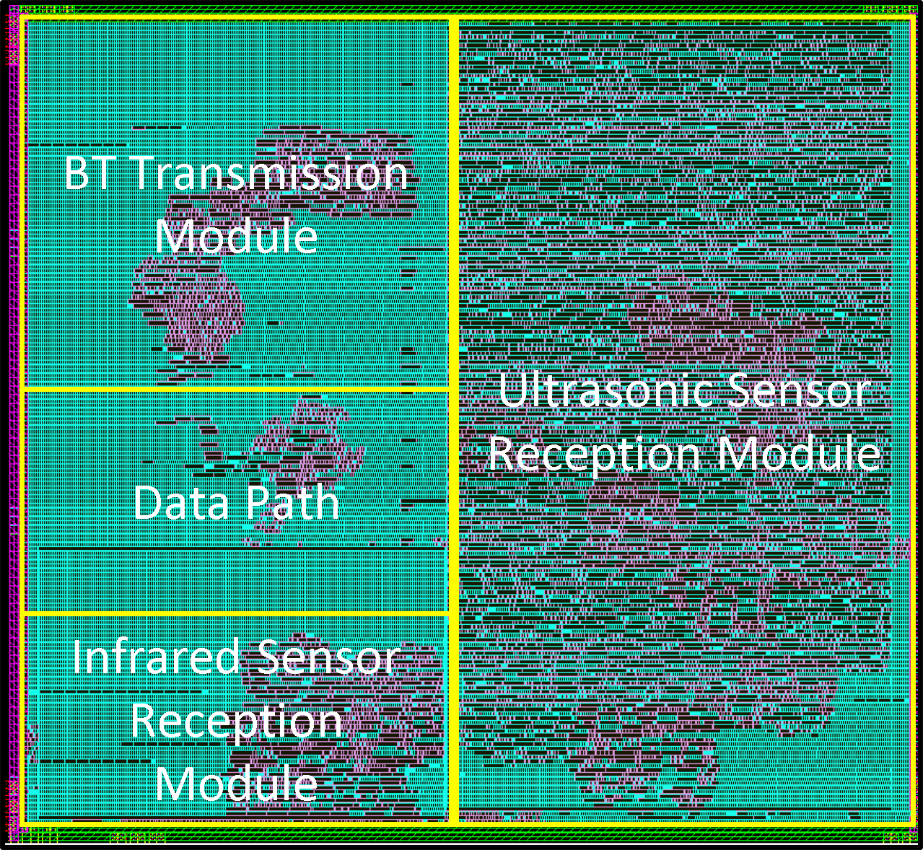 BT Transmission
Module
Data Path
Infrared Sensor
Reception
Module
Ultrasonic Sensor
Reception Module